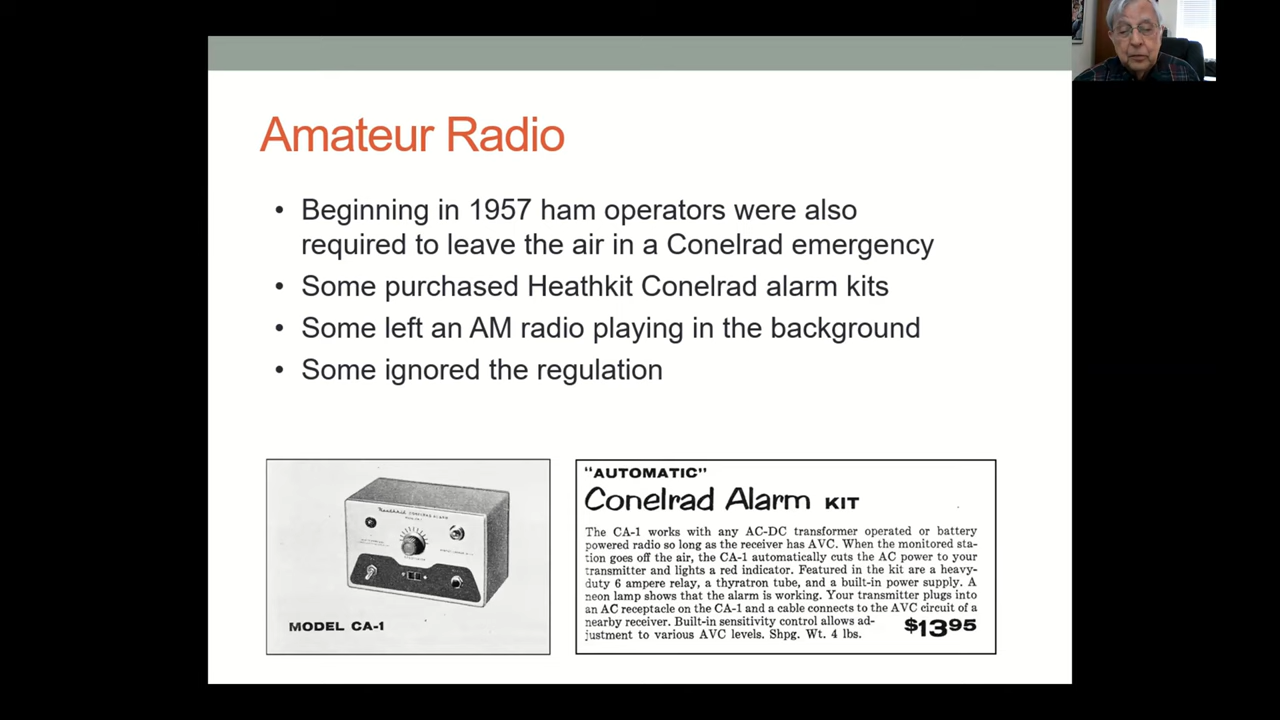 Amateur Radio
• Beginning in 1957 ham operators were also
required to leave the air in a Conelrad emergency
• Some purchased Heathkit Conelrad alarm kits
• Some left an AM radio playing in the background
• Some ignored the regulation
MODEL CA-1
"AUTOMATIC"
Conelrad Alarm KIT
The CA-1 works with any AC-DC transformer operated or battery
powered radio so long as the receiver has AVC. When the monitored sta-
tion goes off the air, the CA-1 automatically cuts the AC power to your
transmitter and lights a red indicator. Featured in the kit are a heavy-
duty 6 ampere relay, a thyratron tube, and a built-in power supply. A
neon lamp shows that the alarm is working. Your transmitter plugs into
an AC receptacle on the CA-1 and a cable connects to the AVC circuit of a
nearby receiver. Built-in sensitivity control allows ad-
justment to various AVC levels. Shpg. Wt. 4 lbs.
$13.95